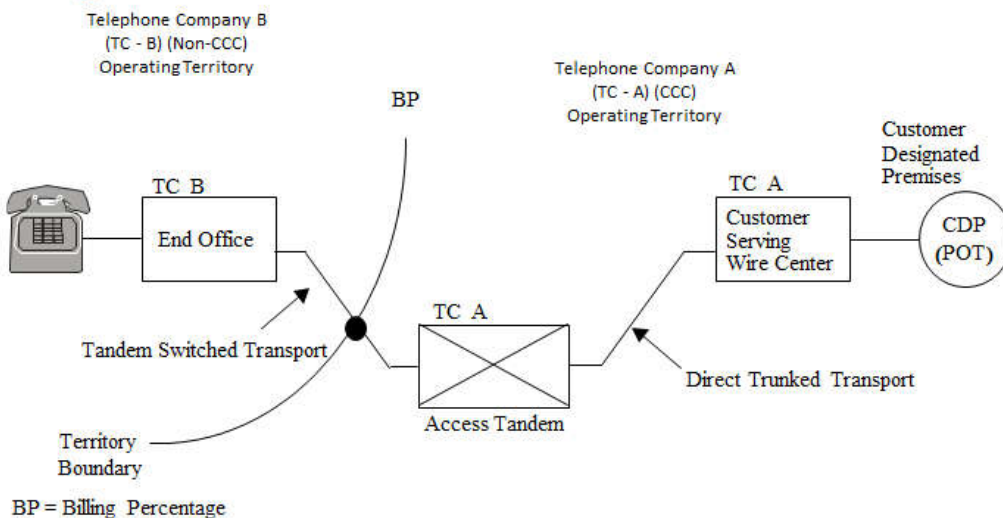 Telephone Company B
(TC - B) (Non-CCC)
Operating Territory
Telephone Company A
(TC - A) (CCC)
Operating Territory
BP
Customer
Designated
Premises
TC B
End Office
TC A
Customer
Serving
Wire Center
CDP
(POT)
TC A
Tandem Switched Transport
Direct Trunked Transport
Access Tandem
Territory
Boundary
BP = Billing Percentage